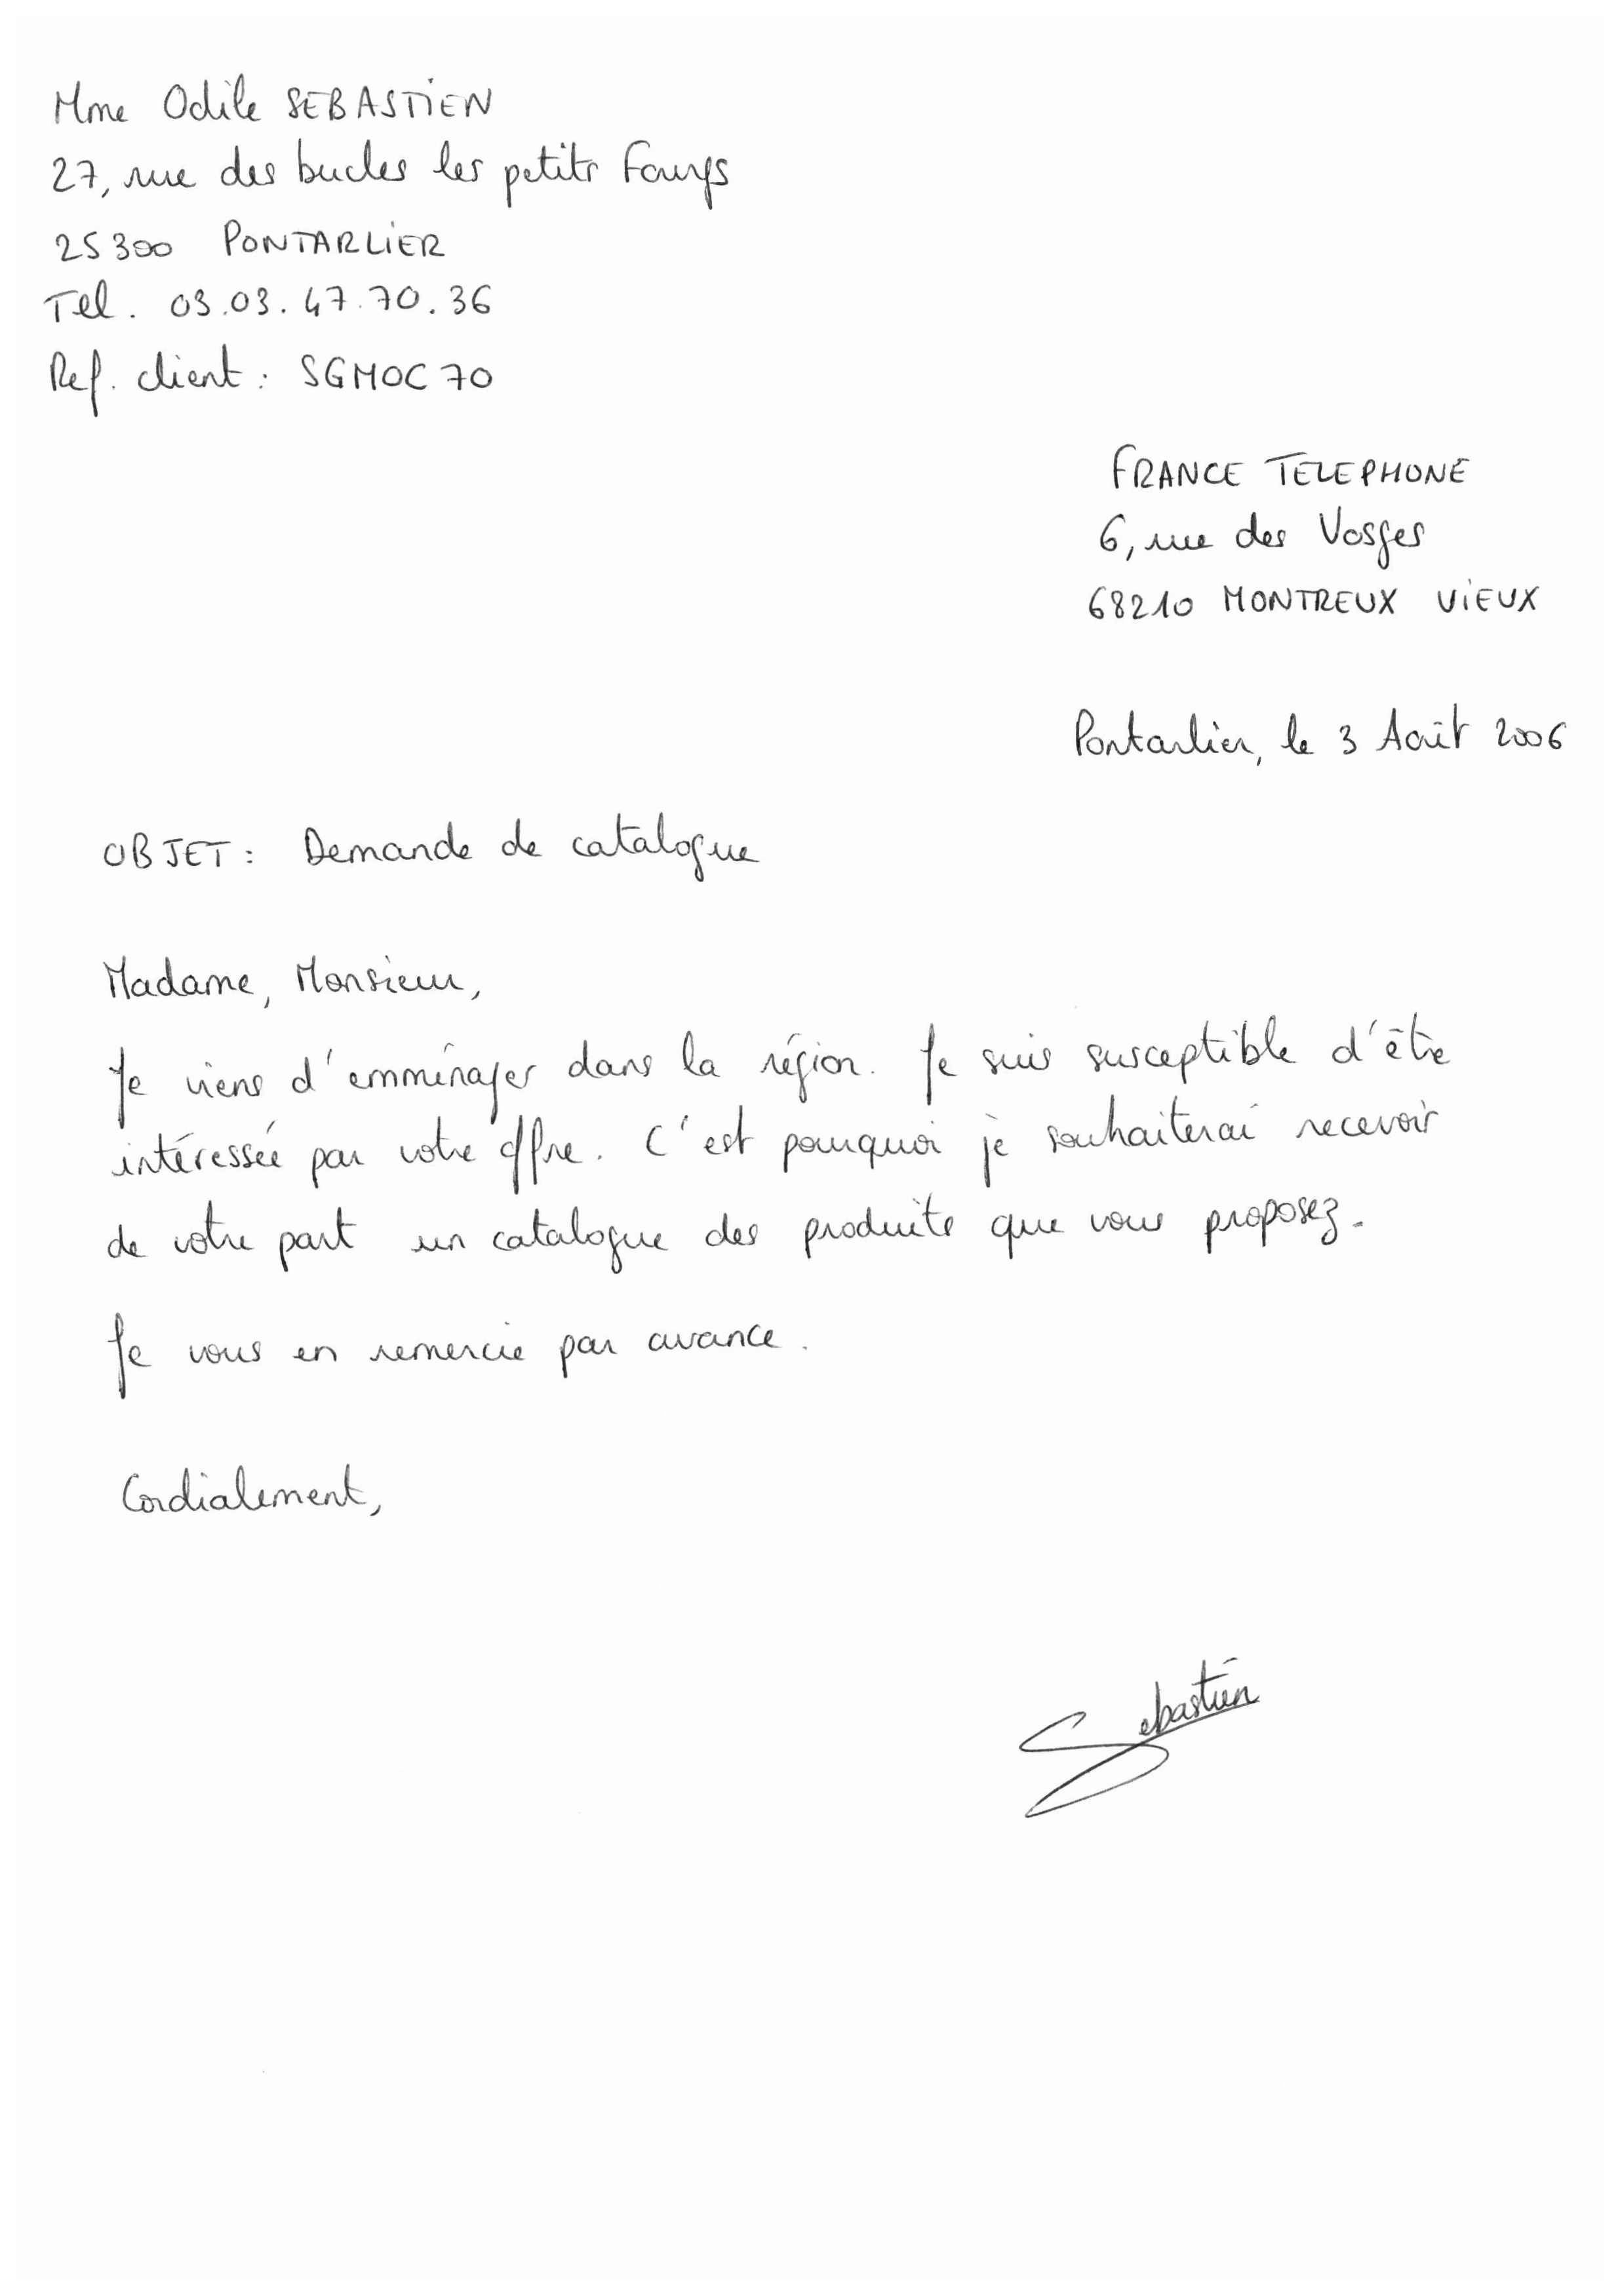 Mme Odile SEBASTIEN
27, rue des bucles les petits Fourgs
25300 PONTARLIER
Tel. 03.03.47.70.36
Ref. client : SGMOC70
FRANCE TELEPHONE
6, rue des Vosges
68210 MONTREUX VIEUX
Pontarlier, le 3 Août 2006
OBJET : Demande de catalogue
Madame, Monsieur,
Je viens d'emménager dans la région. Je suis susceptible d'être
intéressée par votre offre. C'est pourquoi je souhaiterai recevoir
de votre part un catalogue des produits que vous proposez.
Je vous en remercie par avance.
Cordialement,
Sebastien